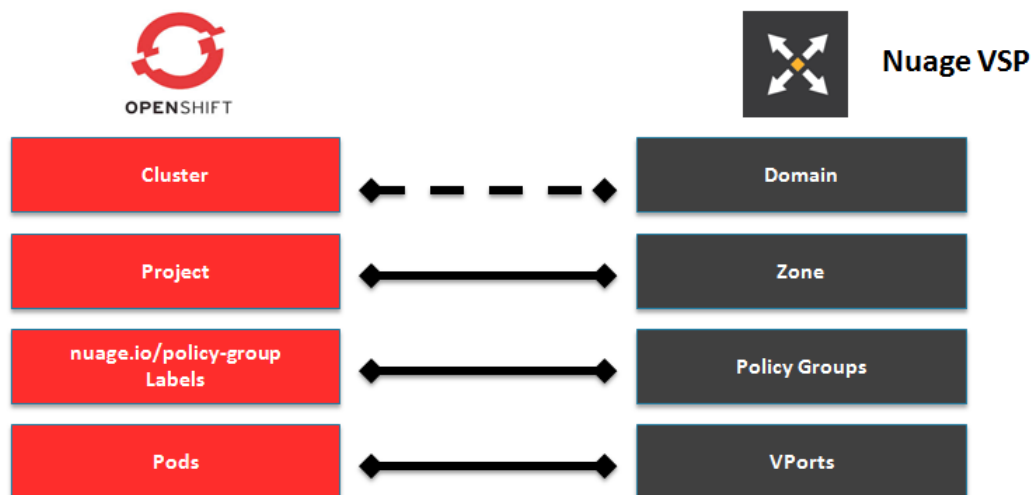 OPENSHIFT
Nuage VSP
Cluster
Domain
Project
Zone
nuage.io/policy-group
Labels
Policy Groups
Pods
VPorts